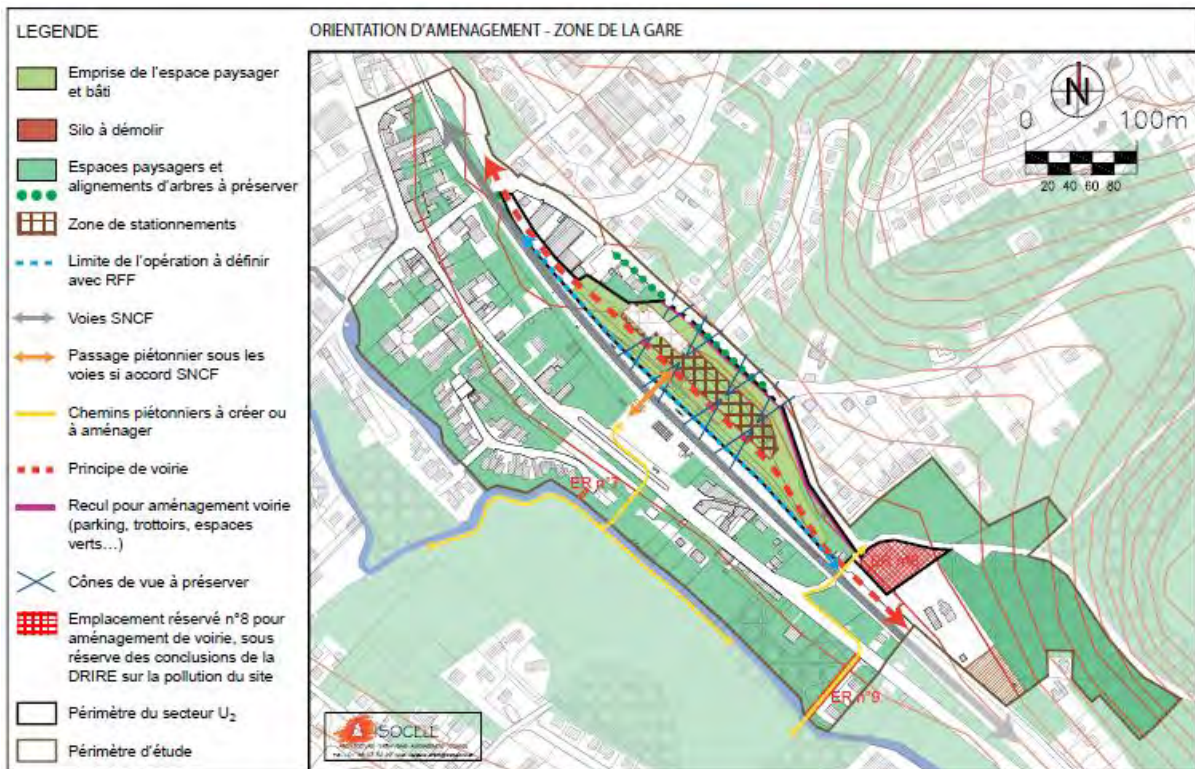 LEGENDE
Emprise de l'espace paysager
et bâti
Silo à démolir
Espaces paysagers et
alignements d'arbres à préserver
Zone de stationnements
Limite de l'opération à définir
avec RFF
Voies SNCF
Passage piétonnier sous les
voies si accord SNCF
Chemins piétonniers à créer ou
à aménager
Principe de voirie
Recul pour aménagement voirie
(parking, trottoirs, espaces
verts...)
Cônes de vue à préserver
Emplacement réservé n°8 pour
aménagement de voirie, sous
réserve des conclusions de la
DRIRE sur la pollution du site
Périmètre du secteur U2
Périmètre d'étude
ORIENTATION D'AMENAGEMENT - ZONE DE LA GARE
N
0 100m
20 40 60 80
ER n°7
ER n°9